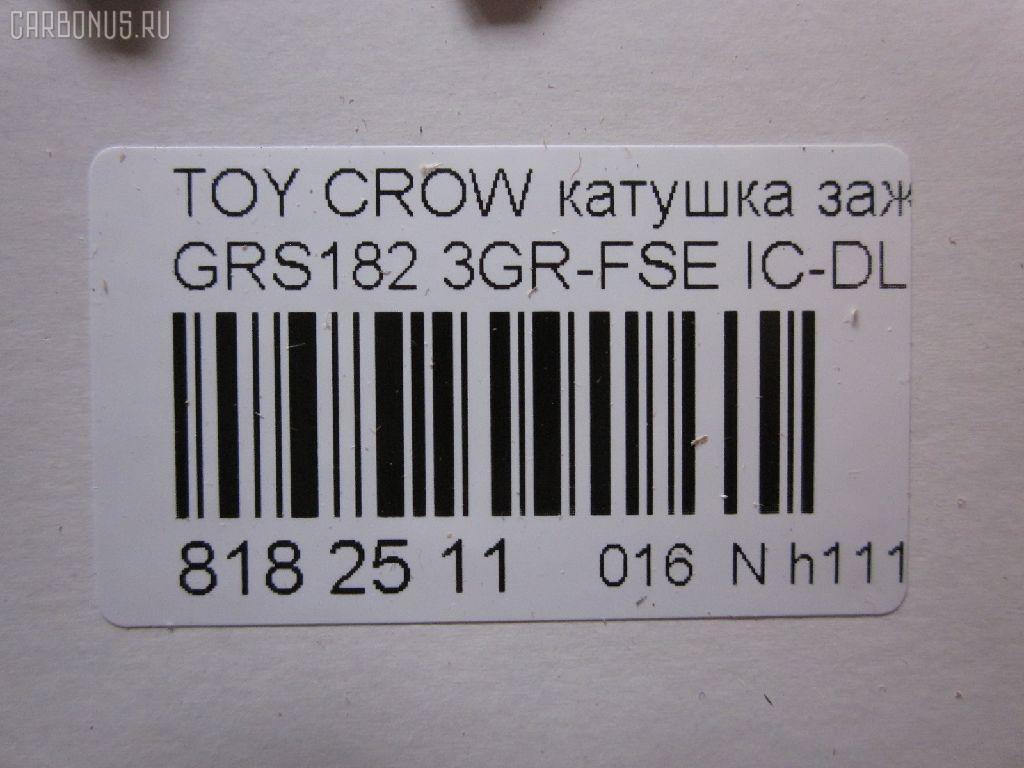 CARBONUS.RU
TOY CROW катушка заж
GRS182 3GR-FSE IC-DL
818 25 11 016 N h111